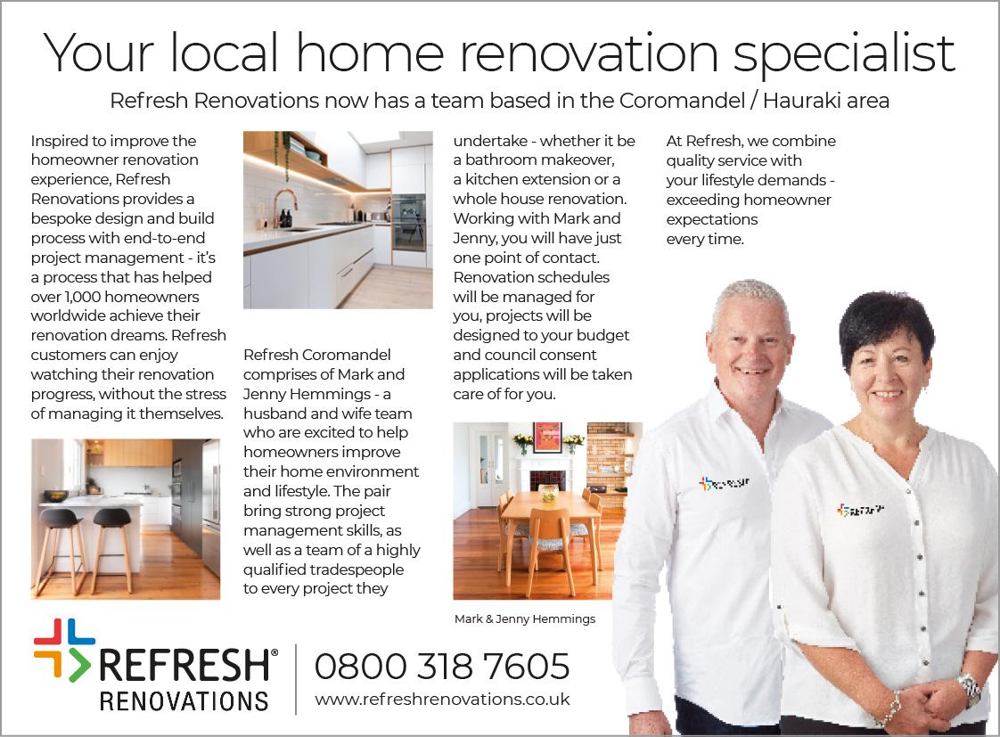 Your local home renovation specialist
Refresh Renovations now has a team based in the Coromandel / Hauraki area
Inspired to improve the
homeowner renovation
experience, Refresh
Renovations provides a
bespoke design and build
process with end-to-end
project management - it's
a process that has helped
over 1,000 homeowners
worldwide achieve their
renovation dreams. Refresh
customers can enjoy
watching their renovation
progress, without the stress
of managing it themselves.
Refresh Coromandel
comprises of Mark and
Jenny Hemmings - a
husband and wife team
who are excited to help
homeowners improve
their home environment
and lifestyle. The pair
bring strong project
management skills, as
well as a team of a highly
qualified tradespeople
to every project they
undertake - whether it be
a bathroom makeover,
a kitchen extension or a
whole house renovation.
Working with Mark and
Jenny, you will have just
one point of contact.
Renovation schedules
will be managed for
you, projects will be
designed to your budget
and council consent
applications will be taken
care of for you.
At Refresh, we combine
quality service with
your lifestyle demands -
exceeding homeowner
expectations
every time.
REFRESH
REFRESH
Mark & Jenny Hemmings
REFRESH®
RENOVATIONS
0800 318 7605
www.refreshrenovations.co.uk